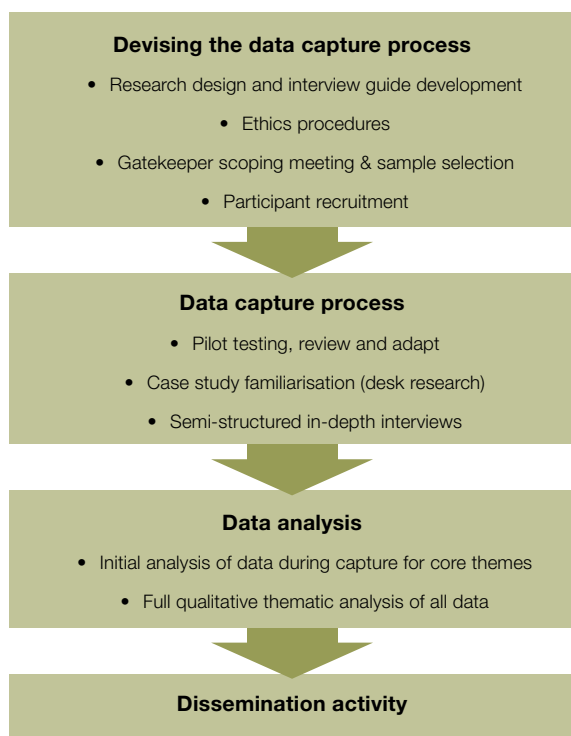 Devising the data capture process
• Research design and interview guide development
• Ethics procedures
• Gatekeeper scoping meeting & sample selection
• Participant recruitment
Data capture process
• Pilot testing, review and adapt
• Case study familiarisation (desk research)
• Semi-structured in-depth interviews
Data analysis
• Initial analysis of data during capture for core themes
• Full qualitative thematic analysis of all data
Dissemination activity